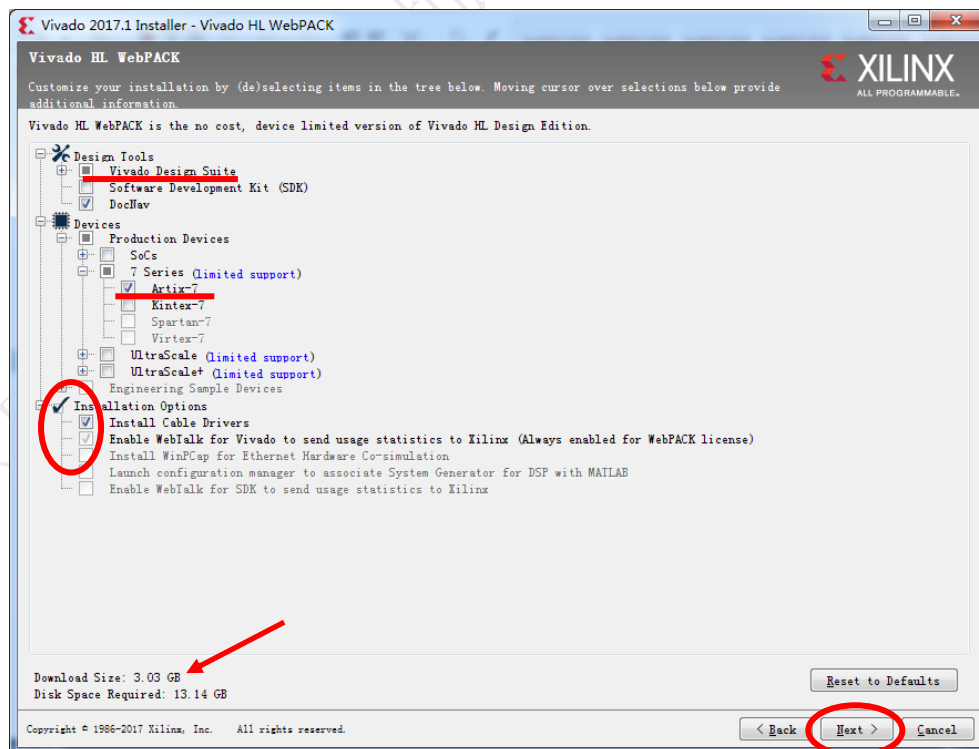 Vivado 2017.1 Installer - Vivado HL WebPACK
Vivado HL WebPACK
XILINX
ALL PROGRAMMABLE.
Customize your installation by (de)selecting items in the tree below. Moving cursor over selections below provide
additional information.
Vivado HL WebPACK is the no cost, device limited version of Vivado HL Design Edition.
Design Tools
Vivado Design Suite
Software Development Kit (SDK)
DocNav
Devices
Production Devices
SoCs
7 Series (limited support)
Artix-7
Kintex-7
Spartan-7
Virtex-7
UltraScale (limited support)
UltraScale+ (limited support)
Engineering Sample Devices
Installation Options
Install Cable Drivers
Enable WebTalk for Vivado to send usage statistics to Xilinx (Always enabled for WebPACK license)
Install WinPCap for Ethernet Hardware Co-simulation
Launch configuration manager to associate System Generator for DSP with MATLAB
Enable WebTalk for SDK to send usage statistics to Xilinx
Download Size: 3.03 GB
Disk Space Required: 13.14 GB
Reset to Defaults
Copyright © 1986-2017 Xilinx, Inc. All rights reserved.
< Back Next > Cancel